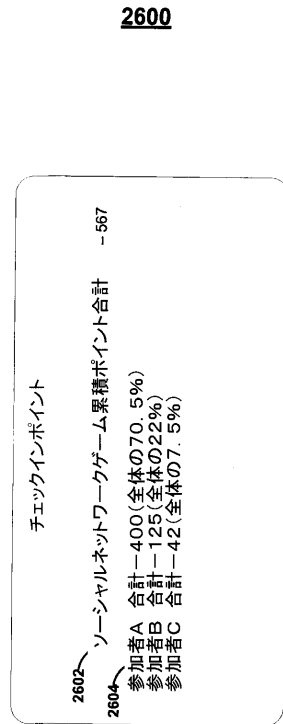 2600
チェックインポイント
2602 ソーシャルネットワークゲーム累積ポイント合計 －567
2604
参加者A 合計－400(全体の70.5%)
参加者B 合計－125(全体の22%)
参加者C 合計－42(全体の7.5%)